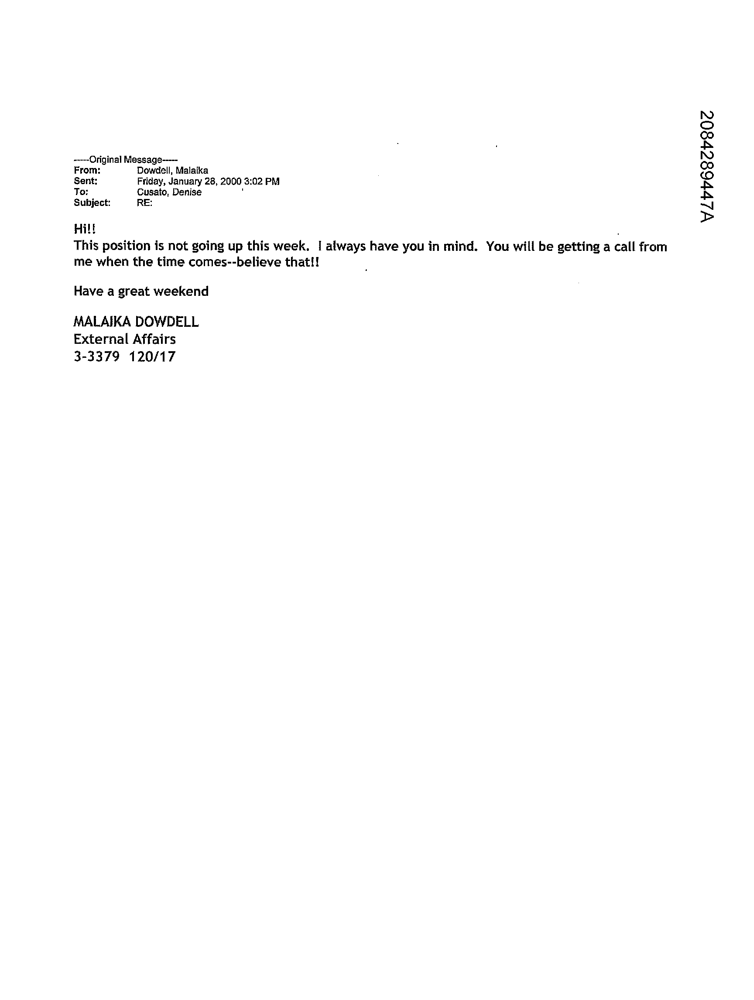 -----Original Message-----
From: Dowdell, Malaika
Sent: Friday, January 28, 2000 3:02 PM
To: Cusato, Denise
Subject: RE:
Hi!!
This position is not going up this week. I always have you in mind. You will be getting a call from
me when the time comes--believe that!!
Have a great weekend
MALAIKA DOWDELL
External Affairs
3-3379 120/17
2084289447A